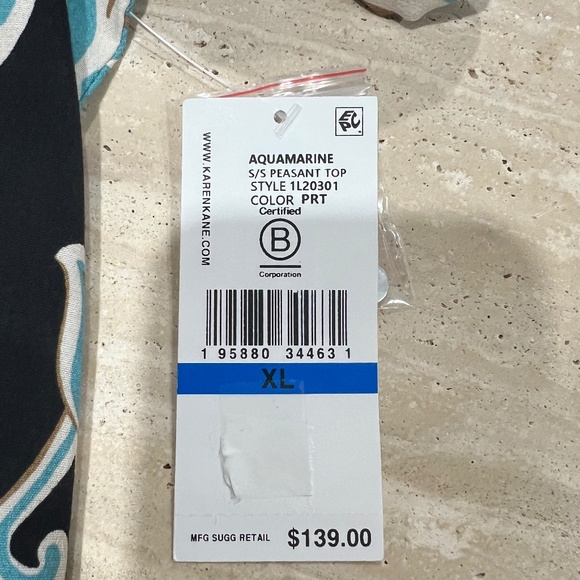 EPC
WWW.KARENKANE.COM
AQUAMARINE
S/S PEASANT TOP
STYLE 1L20301
COLOR PRT
Certified
B
Corporation
1 95880 34463 1
XL
MFG SUGG RETAIL $139.00